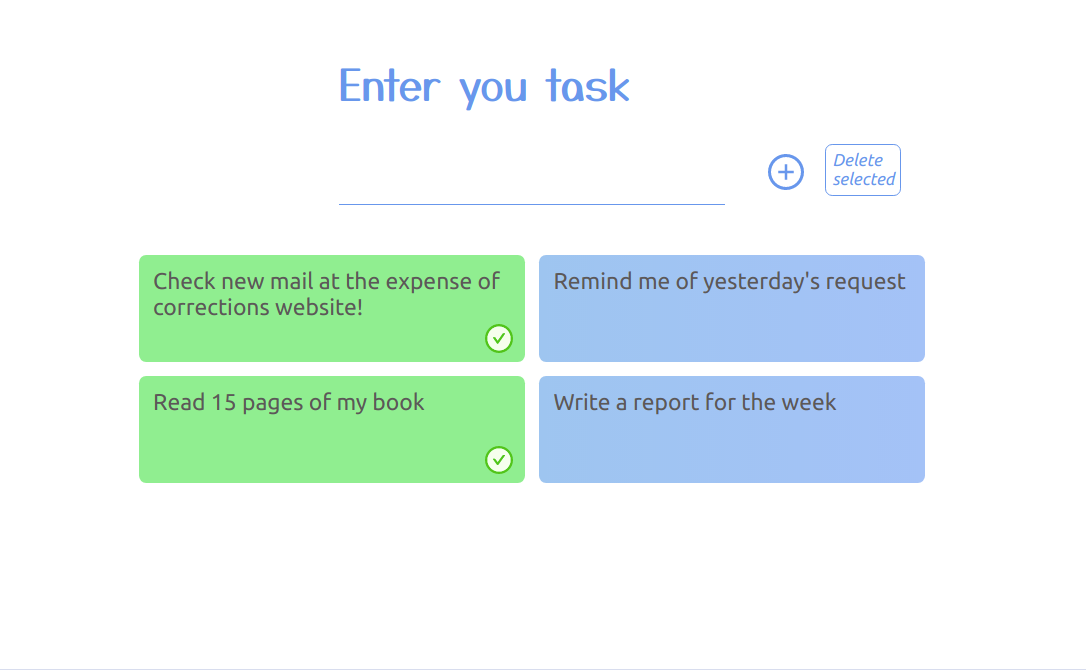 Enter you task
Delete
selected
Check new mail at the expense of
corrections website!
Remind me of yesterday's request
Read 15 pages of my book
Write a report for the week